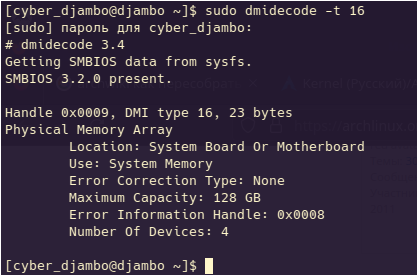 [cyber_djambo@djambo ~]$ sudo dmidecode -t 16
[sudo] пароль для cyber_djambo:
# dmidecode 3.4
Getting SMBIOS data from sysfs.
SMBIOS 3.2.0 present.

Handle 0x0009, DMI type 16, 23 bytes
Physical Memory Array
        Location: System Board Or Motherboard
        Use: System Memory
        Error Correction Type: None
        Maximum Capacity: 128 GB
        Error Information Handle: 0x0008
        Number Of Devices: 4

[cyber_djambo@djambo ~]$